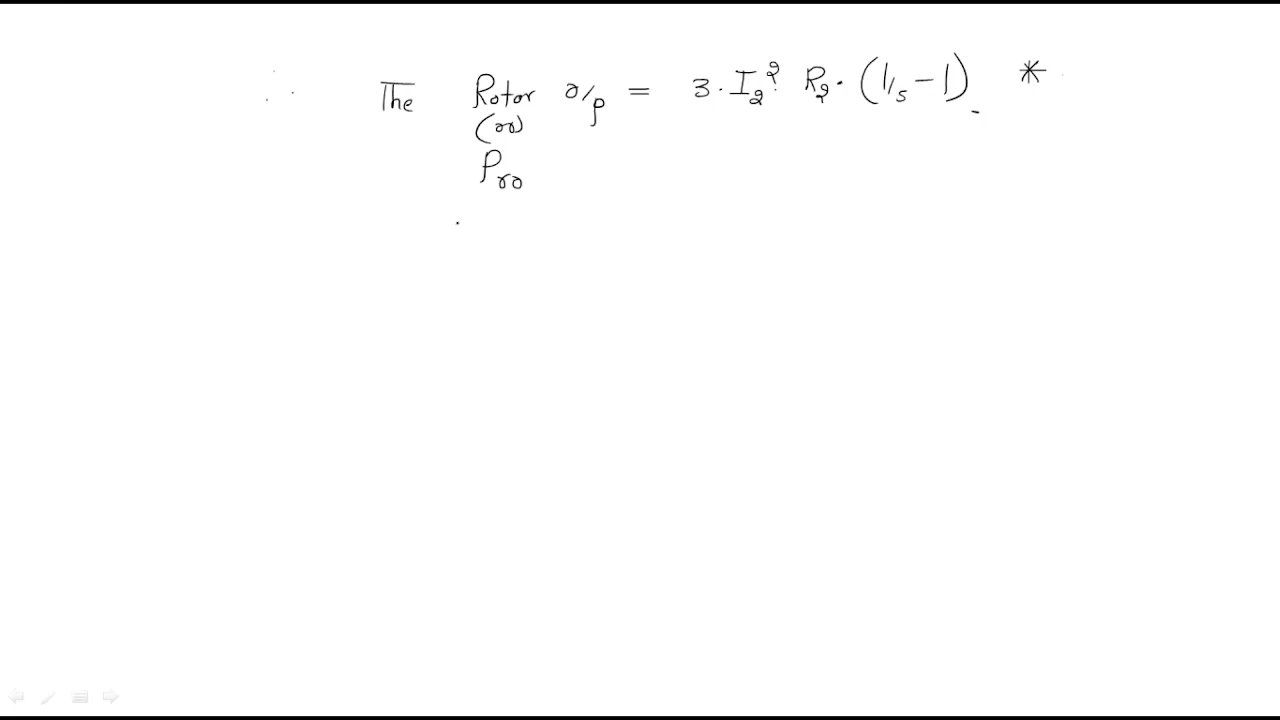 The Rotor o/p = 3 · I₂² R₂ · (1/s − 1) *
(or)
Pro